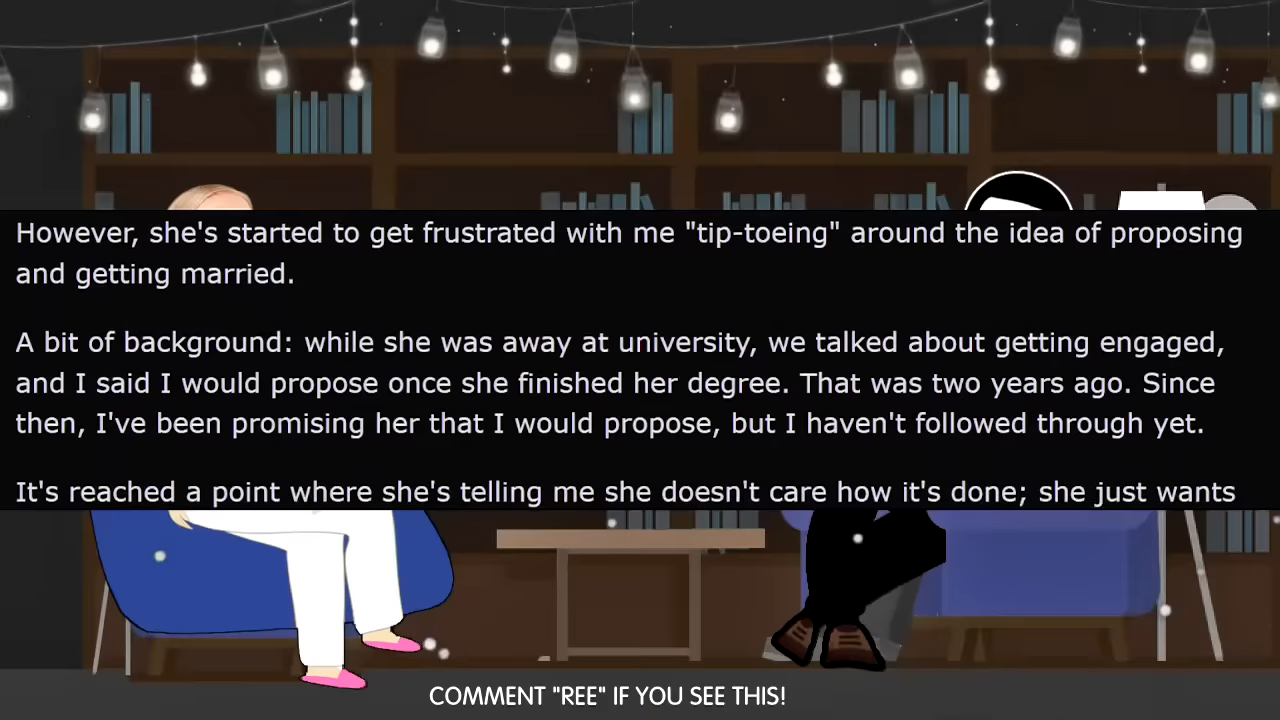 However, she's started to get frustrated with me "tip-toeing" around the idea of proposing
and getting married.
A bit of background: while she was away at university, we talked about getting engaged,
and I said I would propose once she finished her degree. That was two years ago. Since
then, I've been promising her that I would propose, but I haven't followed through yet.
It's reached a point where she's telling me she doesn't care how it's done; she just wants
COMMENT "REE" IF YOU SEE THIS!